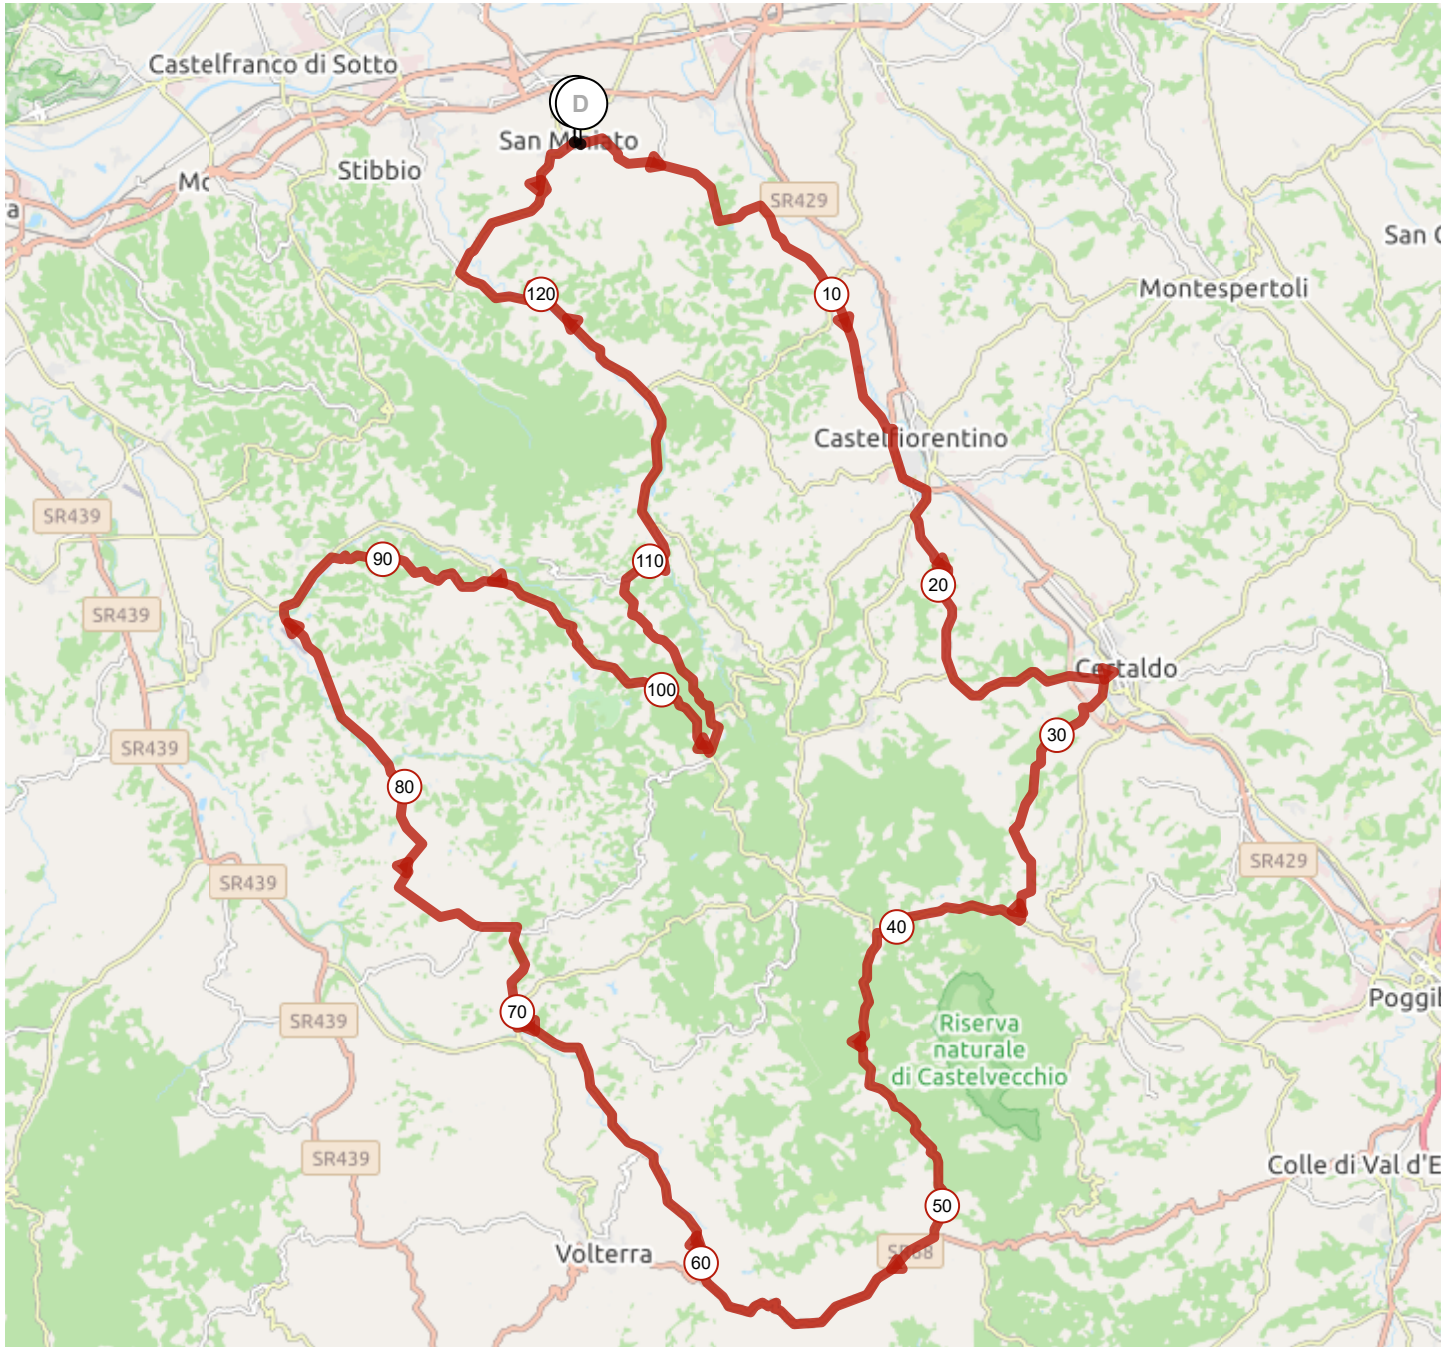 Castelfranco di Sotto
D
San Miniato
Stibbio
SR429
San
Montespertoli
120
10
Castelfiorentino
SR439
90
110
20
SR439
Certaldo
100
30
SR439
80
SR429
SR439
40
Poggib
70
SR439
Riserva
naturale
di Castelvecchio
SR439
Colle di Val d'E
50
Volterra
SR68
60